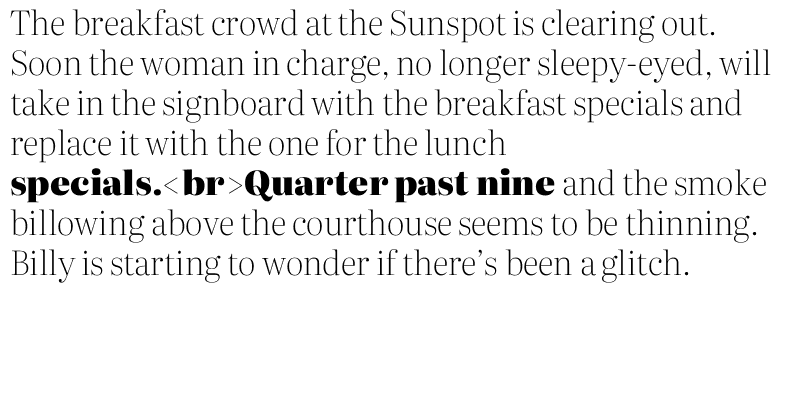 The breakfast crowd at the Sunspot is clearing out.
Soon the woman in charge, no longer sleepy-eyed, will
take in the signboard with the breakfast specials and
replace it with the one for the lunch
specials.<br>Quarter past nine and the smoke
billowing above the courthouse seems to be thinning.
Billy is starting to wonder if there’s been a glitch.